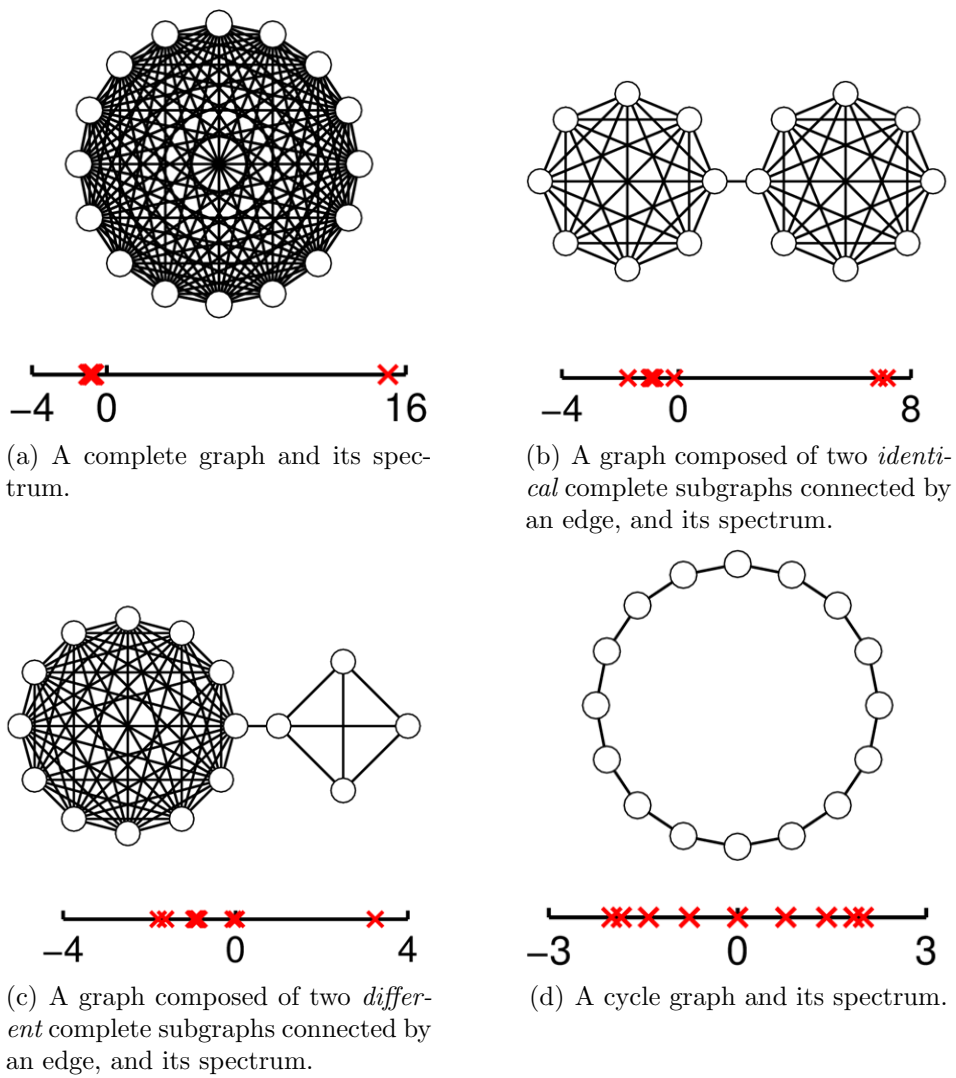 −4 0 16
−4 0 8
(a) A complete graph and its spec-
trum.
(b) A graph composed of two identi-
cal complete subgraphs connected by
an edge, and its spectrum.
−4 0 4
−3 0 3
(c) A graph composed of two differ-
ent complete subgraphs connected by
an edge, and its spectrum.
(d) A cycle graph and its spectrum.